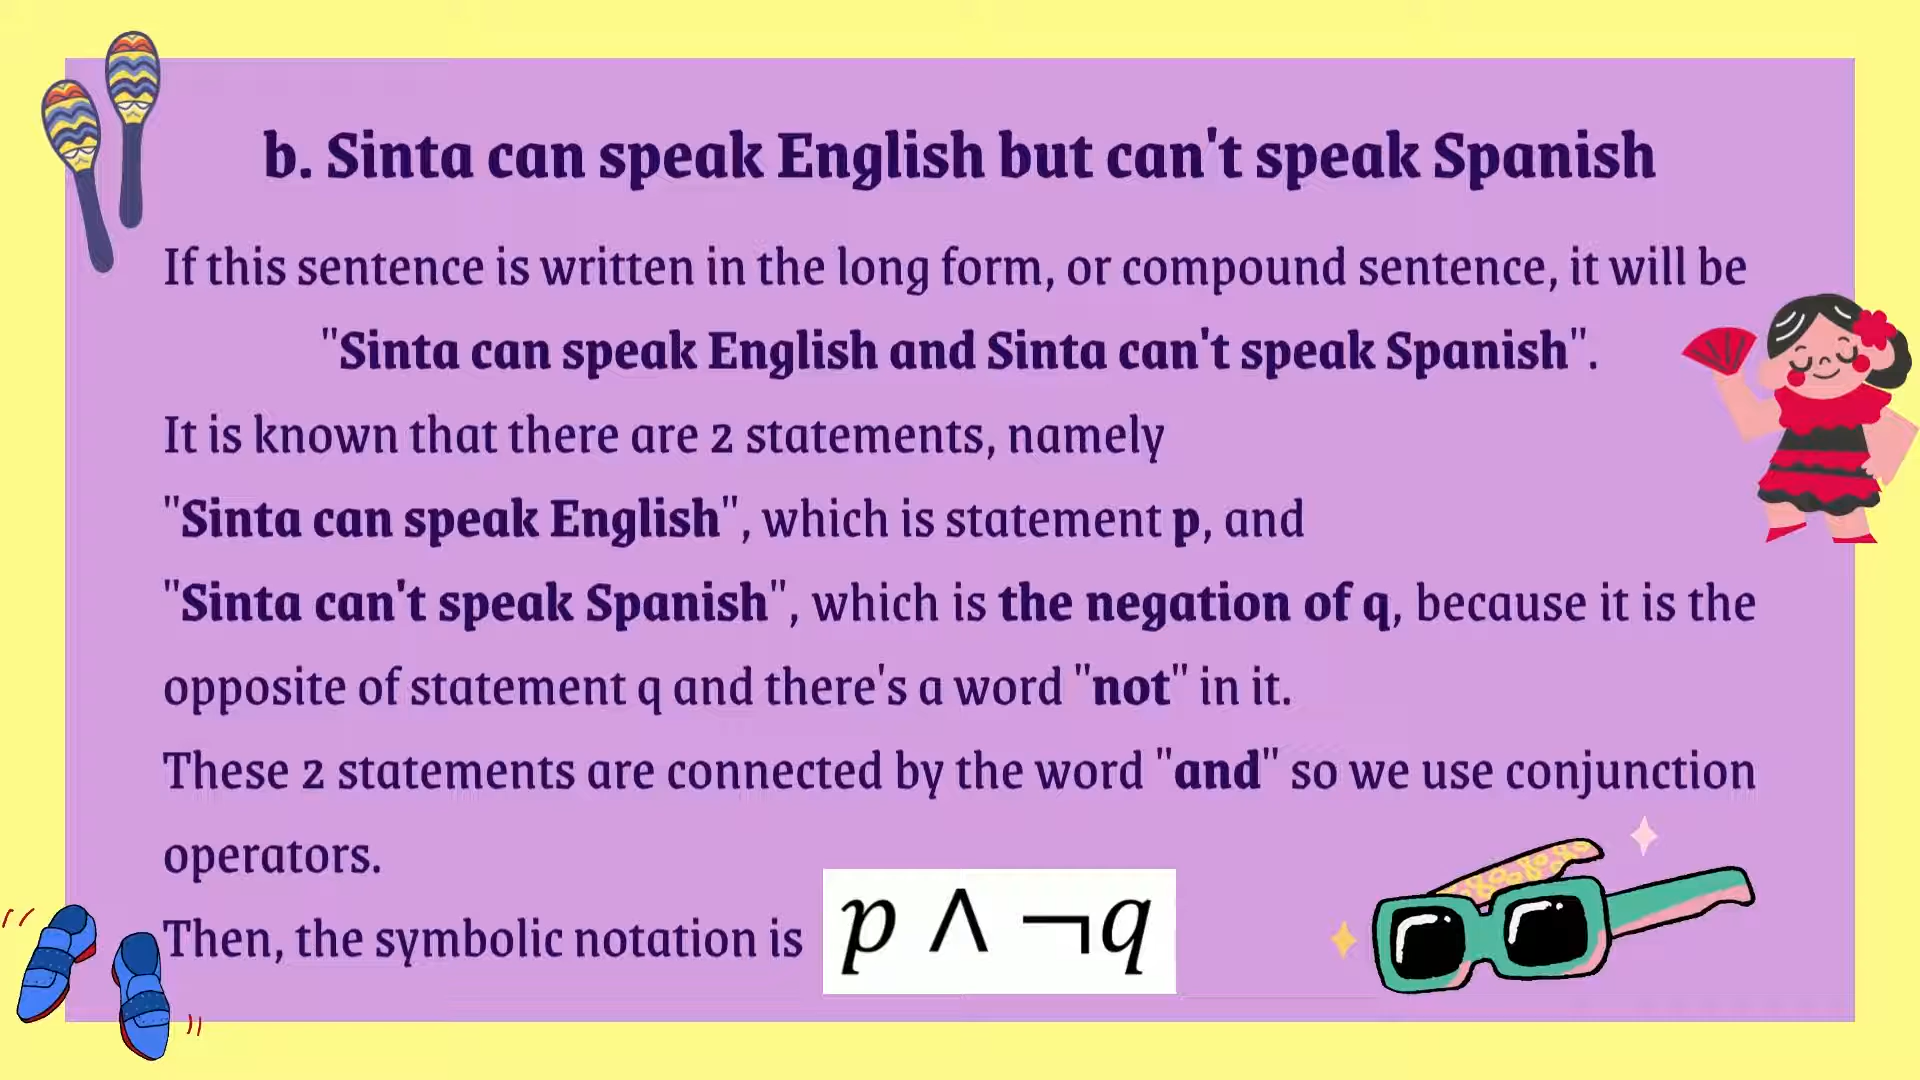 b. Sinta can speak English but can't speak Spanish
If this sentence is written in the long form, or compound sentence, it will be
"Sinta can speak English and Sinta can't speak Spanish".
It is known that there are 2 statements, namely
"Sinta can speak English", which is statement p, and
"Sinta can't speak Spanish", which is the negation of q, because it is the
opposite of statement q and there's a word "not" in it.
These 2 statements are connected by the word "and" so we use conjunction
operators.
Then, the symbolic notation is p ∧ ¬q